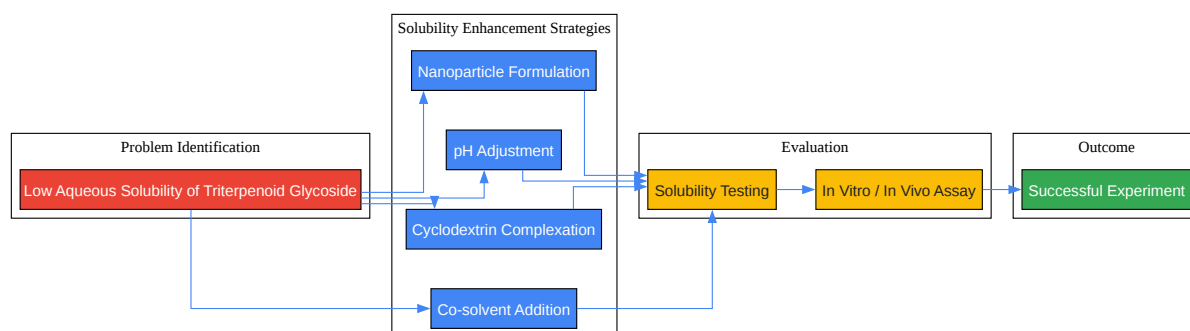 Problem Identification
Low Aqueous Solubility of Triterpenoid Glycoside
Solubility Enhancement Strategies
Nanoparticle Formulation
pH Adjustment
Cyclodextrin Complexation
Co-solvent Addition
Evaluation
Solubility Testing
In Vitro / In Vivo Assay
Outcome
Successful Experiment